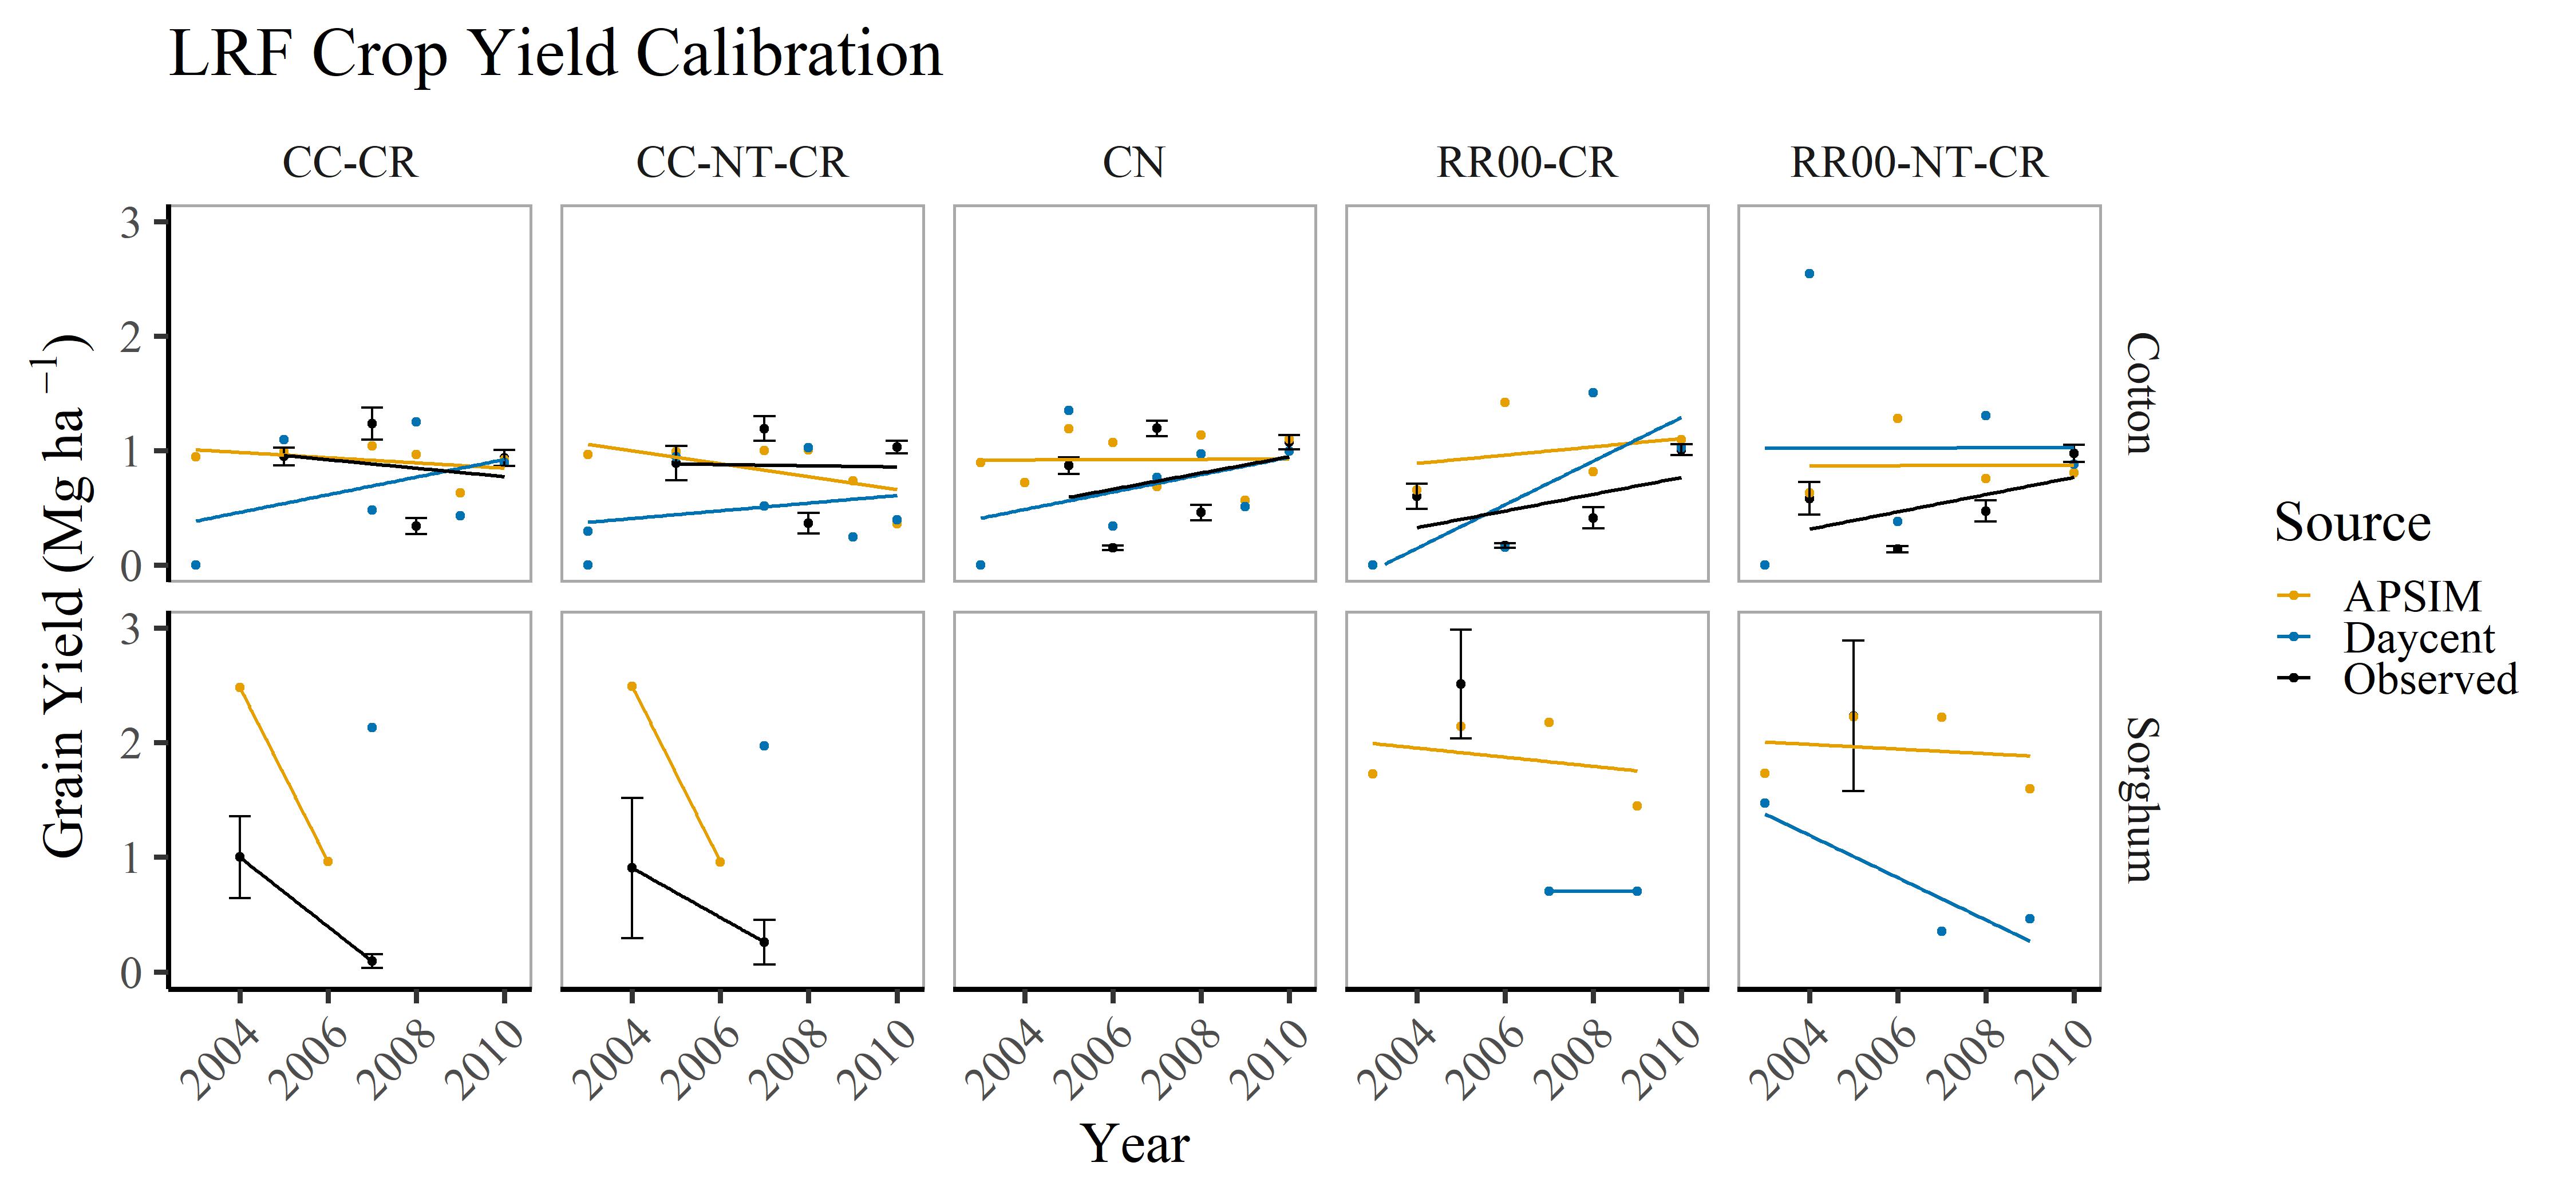 LRF Crop Yield Calibration
CC-CR CC-NT-CR CN RR00-CR RR00-NT-CR
Grain Yield (Mg ha −1)
3
2
1
0
Cotton
3
2
1
0
Sorghum
2004 2006 2008 2010 2004 2006 2008 2010 2004 2006 2008 2010 2004 2006 2008 2010 2004 2006 2008 2010
Year
Source
APSIM
Daycent
Observed